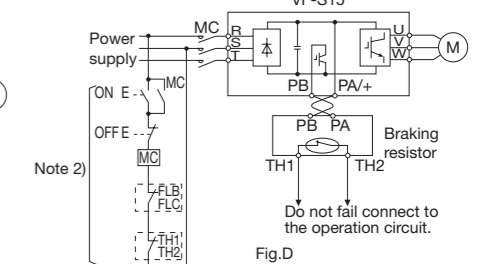 VF-S15
Power
supply
MC
R
S
T
U
V
W
M
PB PA/+
ON E
MC
OFF E
MC
Note 2)
FLB
FLC
TH1
TH2
PB PA
Braking
resistor
TH1 TH2
Do not fail connect to
the operation circuit.
Fig.D